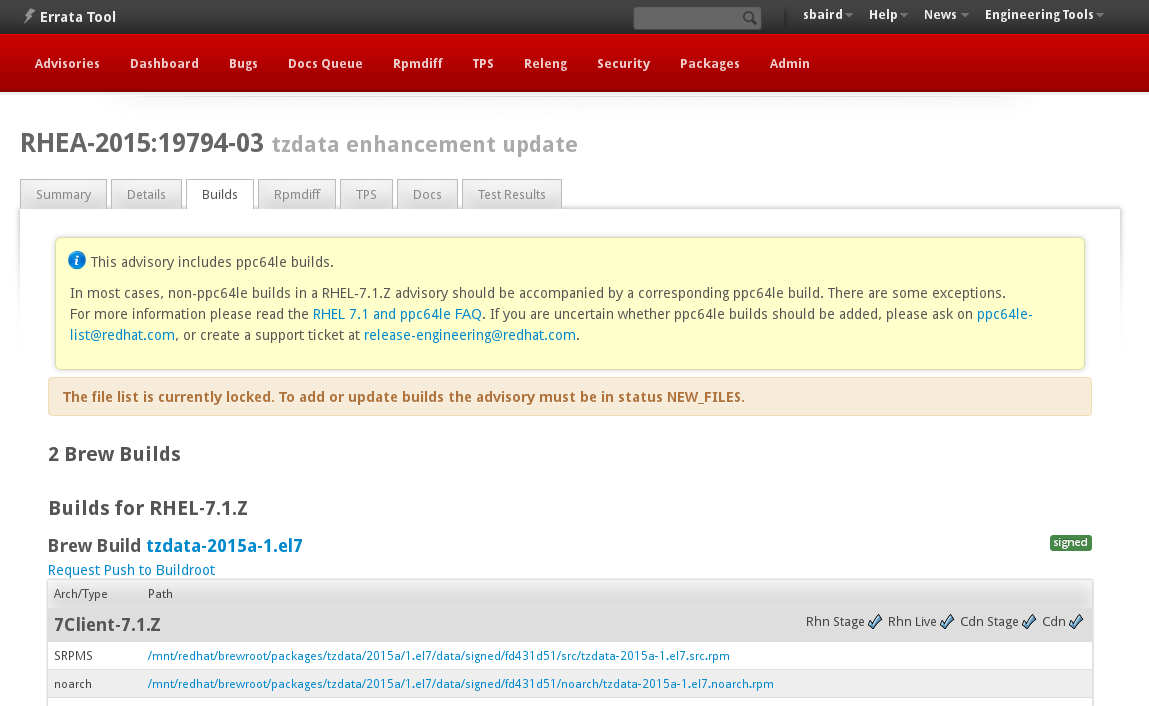 Errata Tool
sbaird Help News Engineering Tools
Advisories Dashboard Bugs Docs Queue Rpmdiff TPS Releng Security Packages Admin
RHEA-2015:19794-03 tzdata enhancement update
Summary Details Builds Rpmdiff TPS Docs Test Results
This advisory includes ppc64le builds.
In most cases, non-ppc64le builds in a RHEL-7.1.Z advisory should be accompanied by a corresponding ppc64le build. There are some exceptions.
For more information please read the RHEL 7.1 and ppc64le FAQ. If you are uncertain whether ppc64le builds should be added, please ask on ppc64le-
list@redhat.com, or create a support ticket at release-engineering@redhat.com.
The file list is currently locked. To add or update builds the advisory must be in status NEW_FILES.
2 Brew Builds
Builds for RHEL-7.1.Z
Brew Build tzdata-2015a-1.el7 signed
Request Push to Buildroot
Arch/Type Path
7Client-7.1.Z Rhn Stage Rhn Live Cdn Stage Cdn
SRPMS /mnt/redhat/brewroot/packages/tzdata/2015a/1.el7/data/signed/fd431d51/src/tzdata-2015a-1.el7.src.rpm
noarch /mnt/redhat/brewroot/packages/tzdata/2015a/1.el7/data/signed/fd431d51/noarch/tzdata-2015a-1.el7.noarch.rpm